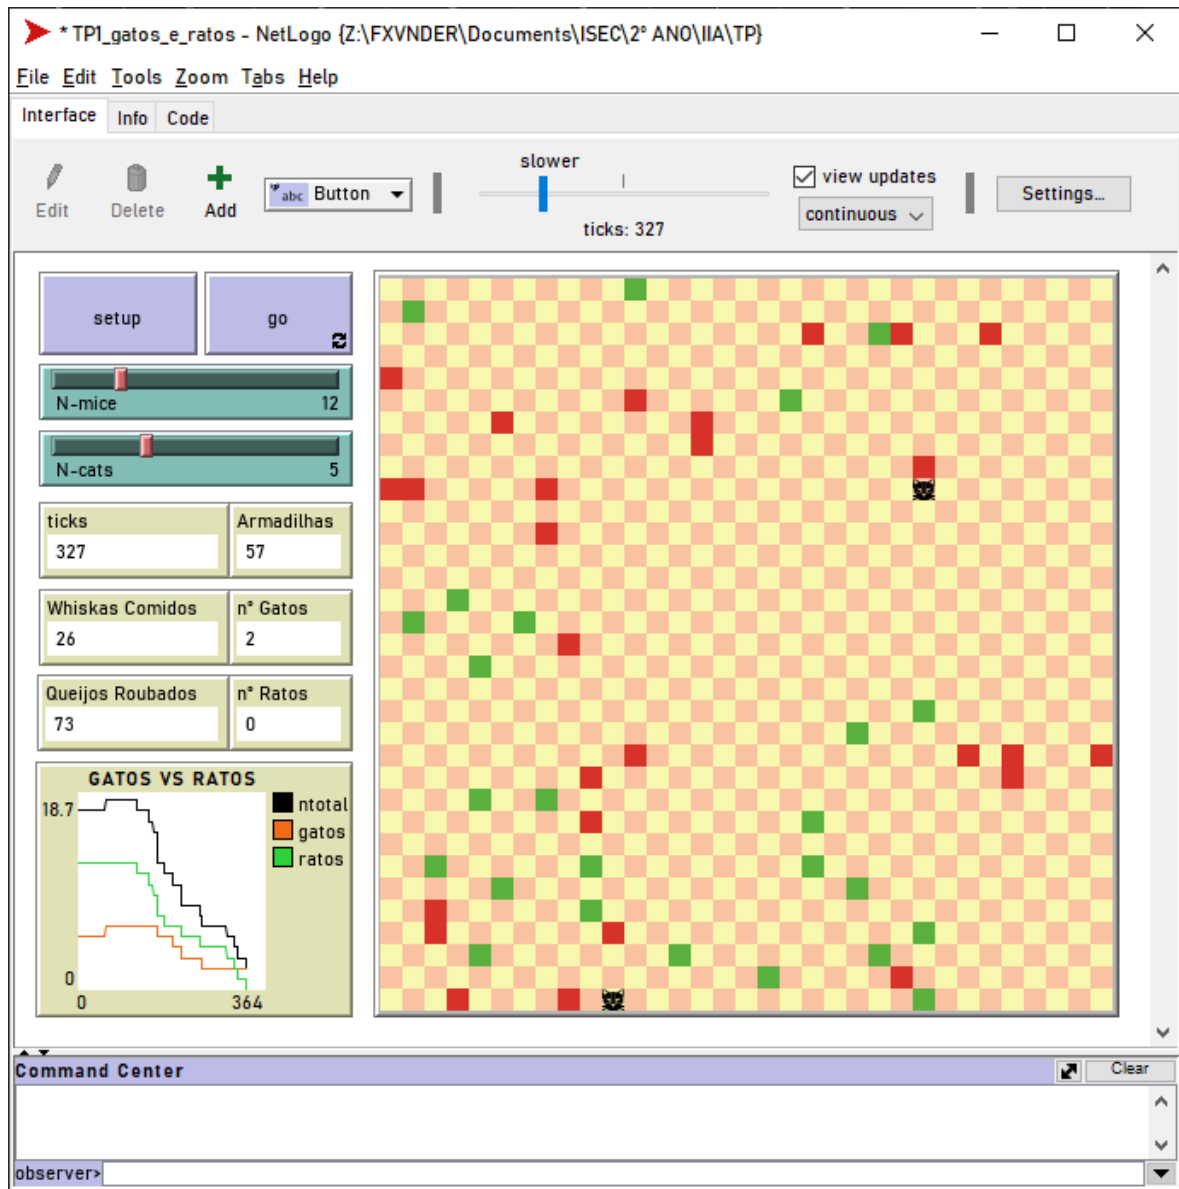 * TP1_gatos_e_ratos - NetLogo {Z:\FXVNDER\Documents\ISEC\2º ANO\IIA\TP}
File Edit Tools Zoom Tabs Help
Interface Info Code
Edit Delete Add abc Button
slower
ticks: 327
view updates
continuous
Settings...
setup go
N-mice 12
N-cats 5
ticks Armadilhas
327 57
Whiskas Comidos nº Gatos
26 2
Queijos Roubados nº Ratos
73 0
GATOS VS RATOS
18.7
0
0 364
ntotal
gatos
ratos
Command Center
Clear
observer>